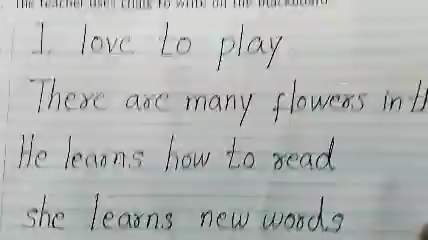 The teacher uses chalk to write on the blackboard
I. love to play
There are many flowers in
He learns how to read
she learns new words